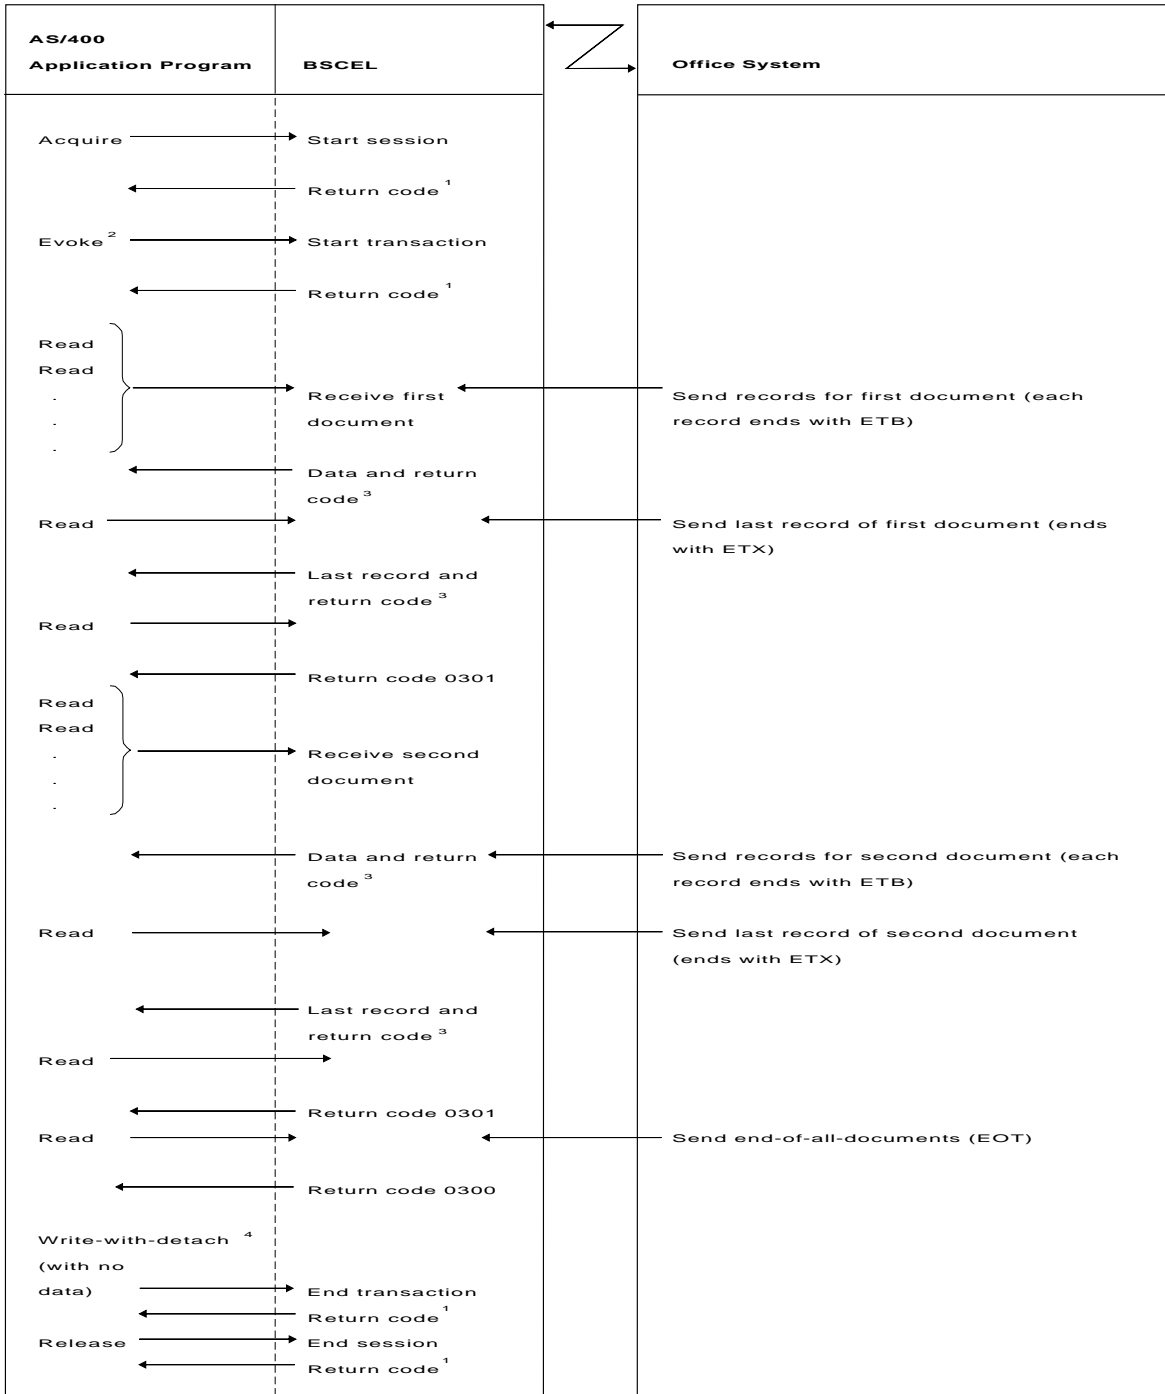 AS/400
Application Program
BSCEL
Office System
Acquire
Start session
Return code 1
Evoke 2
Start transaction
Return code 1
Read
Read
.
.
.
Receive first
document
Send records for first document (each
record ends with ETB)
Data and return
code 3
Read
Send last record of first document (ends
with ETX)
Last record and
return code 3
Read
Return code 0301
Read
Read
.
.
.
Receive second
document
Data and return
code 3
Send records for second document (each
record ends with ETB)
Read
Send last record of second document
(ends with ETX)
Last record and
return code 3
Read
Return code 0301
Read
Send end-of-all-documents (EOT)
Return code 0300
Write-with-detach 4
(with no
data)
End transaction
Return code 1
Release
End session
Return code 1